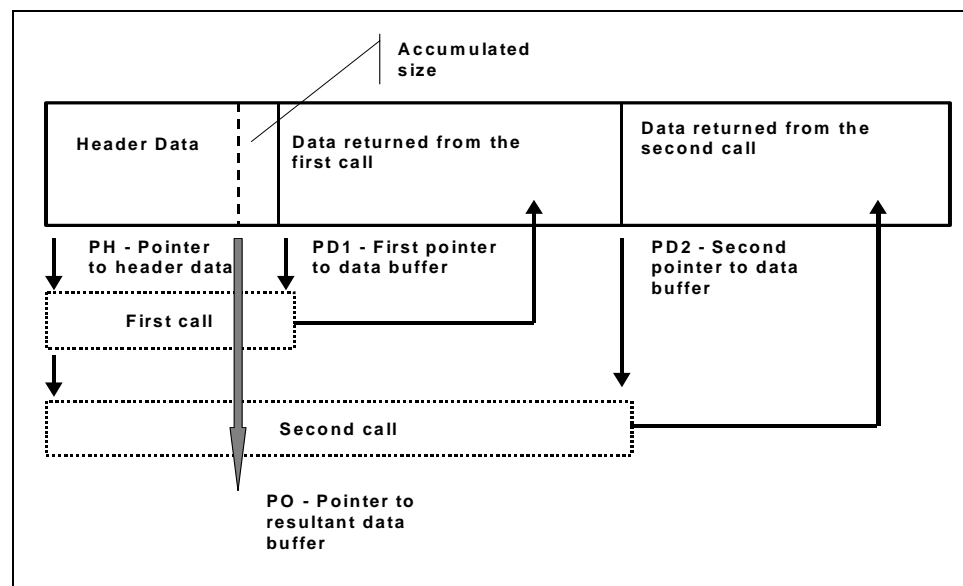 Accumulated
size
Header Data
Data returned from the
first call
Data returned from the
second call
PH - Pointer
to header data
PD1 - First pointer
to data buffer
PD2 - Second
pointer to data
buffer
First call
Second call
PO - Pointer to
resultant data
buffer